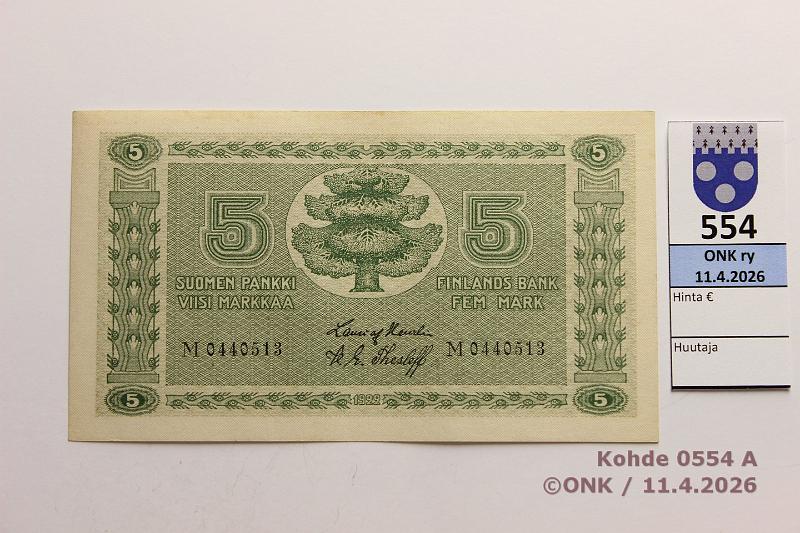 5 5
5 5
SUOMEN PANKKI
VIISI MARKKAA
FINLANDS BANK
FEM MARK
M 0440513
M 0440513
5 1922 5
554
ONK ry
11.4.2026
Hinta €
Huutaja
Kohde 0554 A
©ONK / 11.4.2026